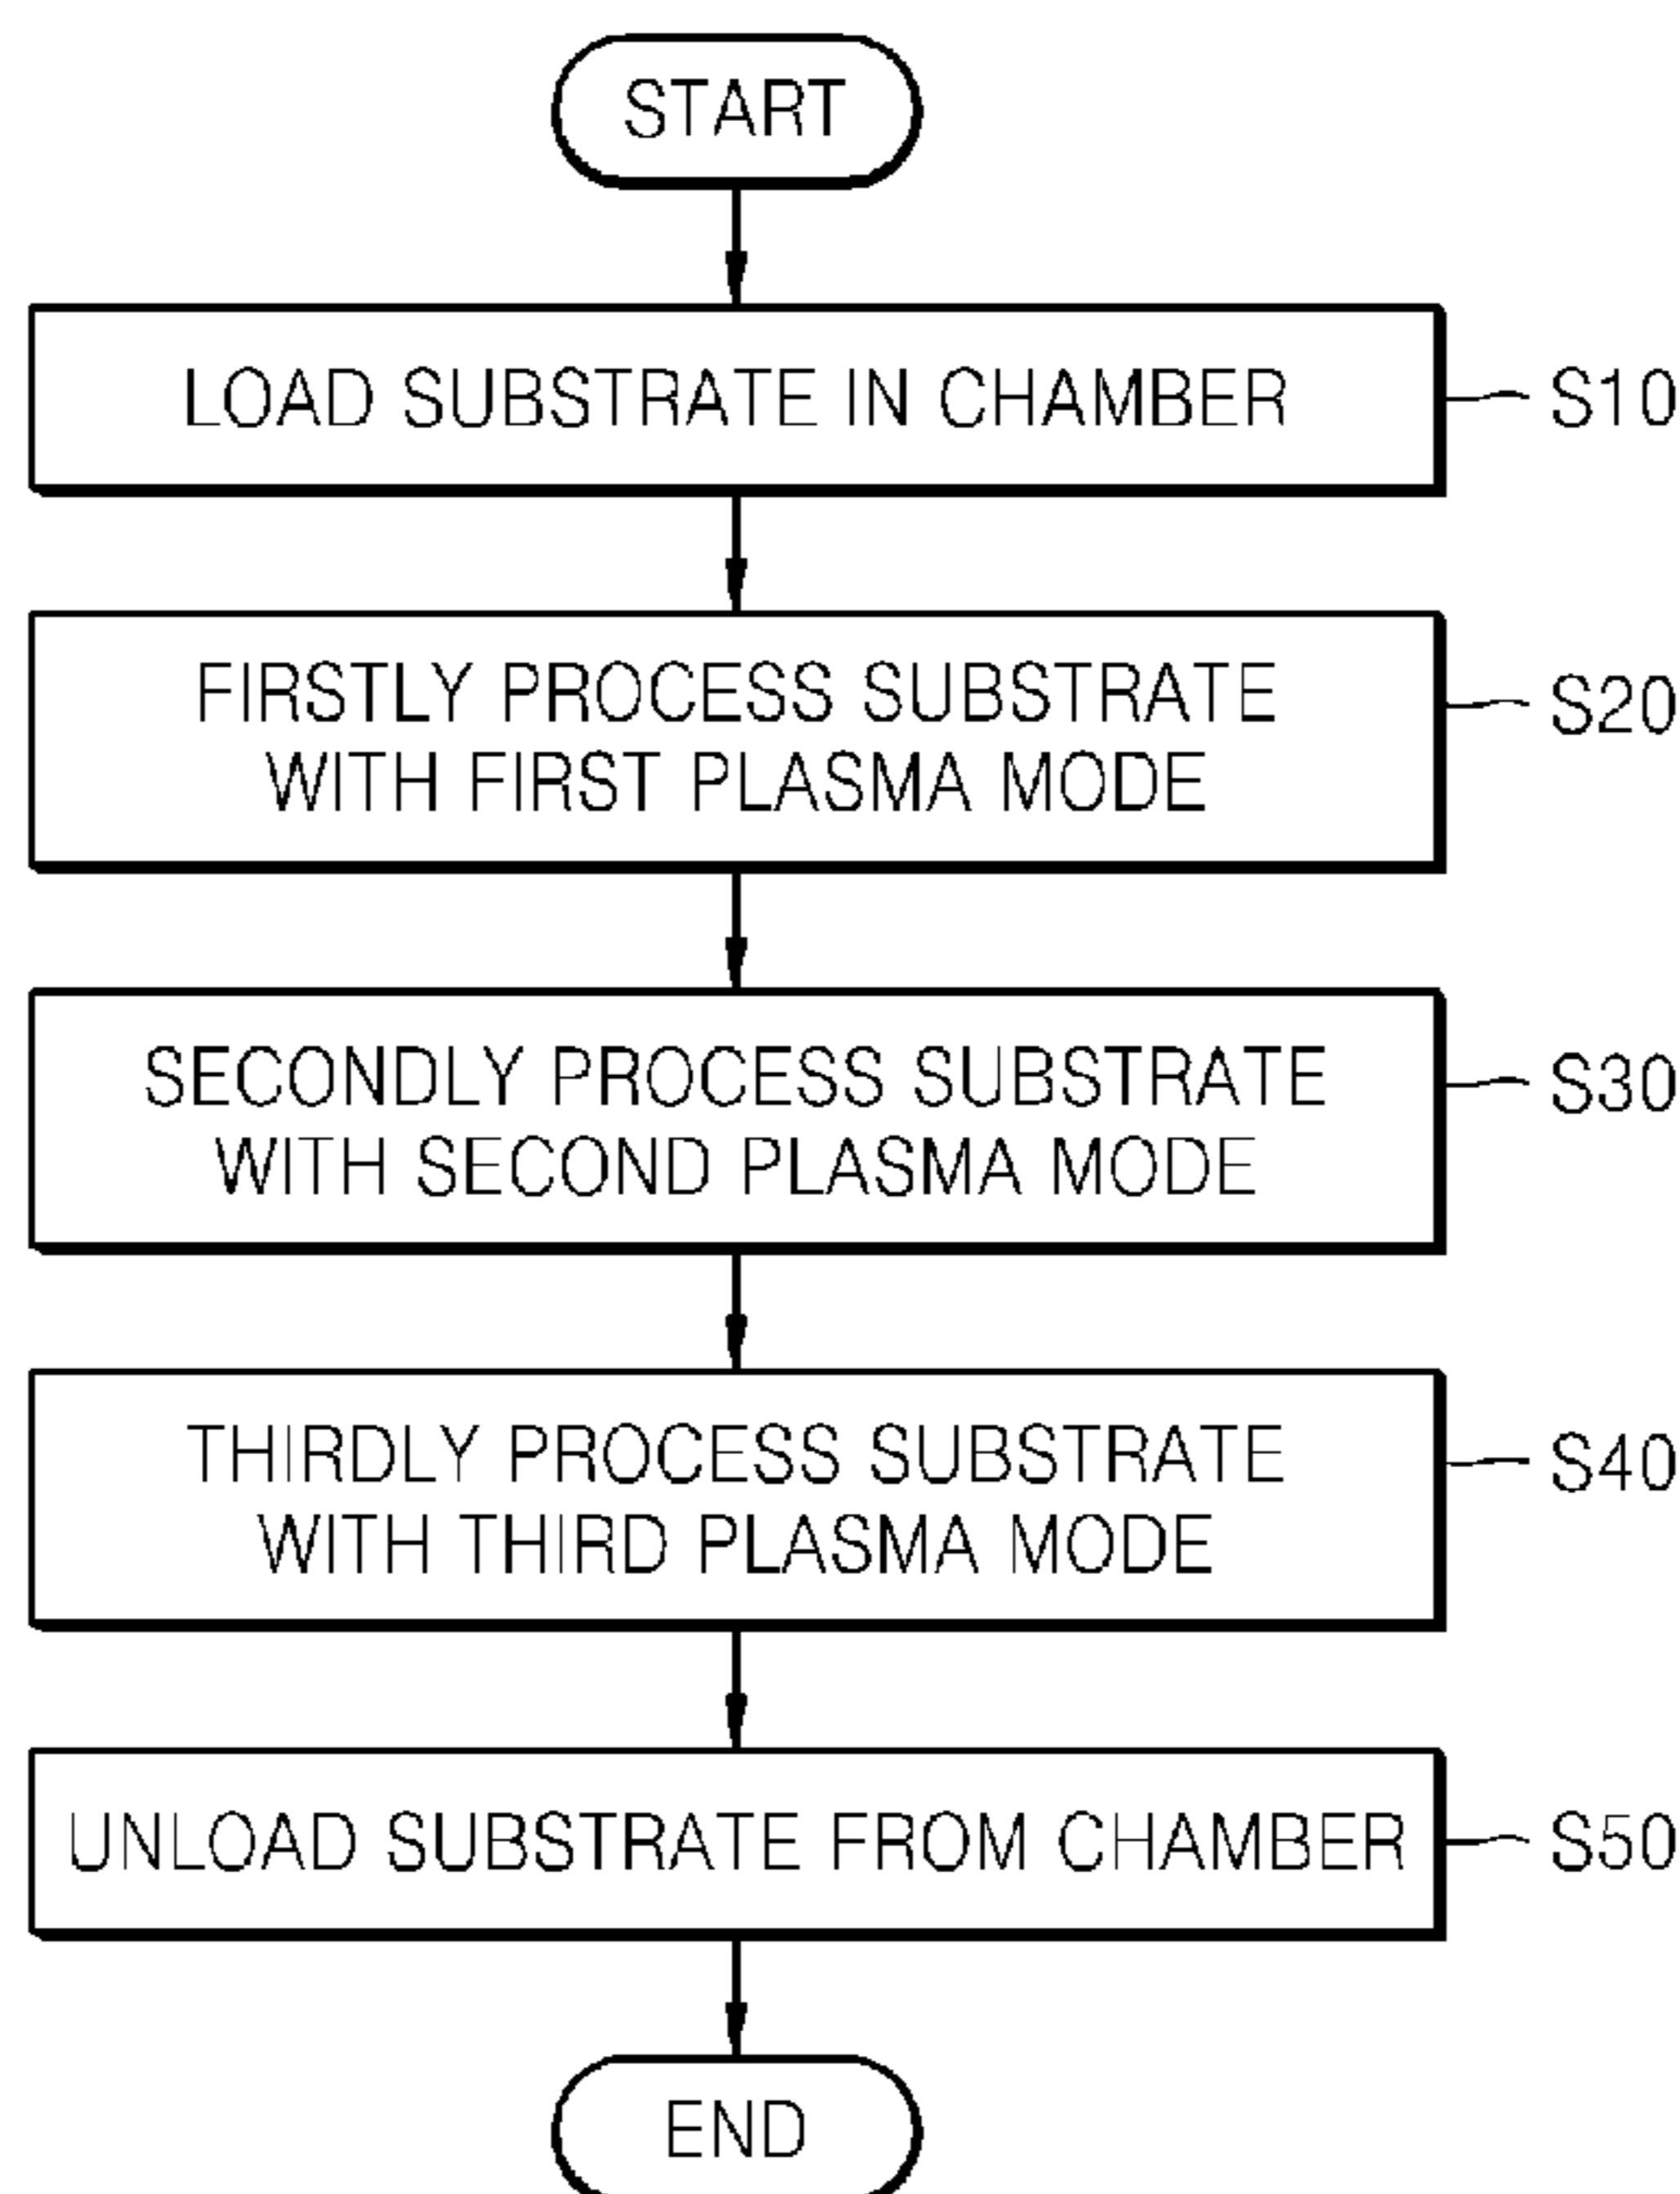 START
LOAD SUBSTRATE IN CHAMBER
S10
FIRSTLY PROCESS SUBSTRATE
WITH FIRST PLASMA MODE
S20
SECONDLY PROCESS SUBSTRATE
WITH SECOND PLASMA MODE
S30
THIRDLY PROCESS SUBSTRATE
WITH THIRD PLASMA MODE
S40
UNLOAD SUBSTRATE FROM CHAMBER
S50
END